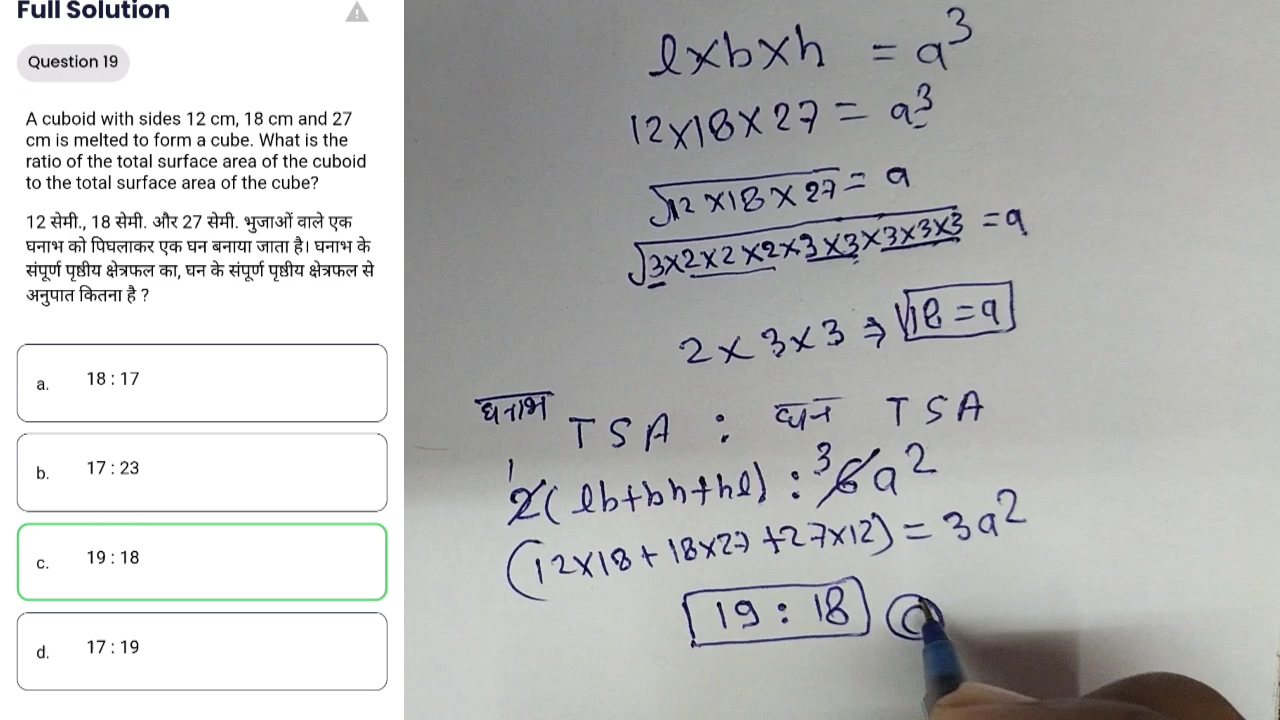 Full Solution
Question 19
A cuboid with sides 12 cm, 18 cm and 27
cm is melted to form a cube. What is the
ratio of the total surface area of the cuboid
to the total surface area of the cube?
12 सेमी., 18 सेमी. और 27 सेमी. भुजाओं वाले एक
घनाभ को पिघलाकर एक घन बनाया जाता है। घनाभ के
संपूर्ण पृष्ठीय क्षेत्रफल का, घन के संपूर्ण पृष्ठीय क्षेत्रफल से
अनुपात कितना है ?
a. 18 : 17
b. 17 : 23
c. 19 : 18
d. 17 : 19
l×b×h = a³
12×18×27 = a³
√12×18×27 = a
√3×2×2×2×3×3×3×3×3 = a
2×3×3 ⇒ 18 = a
घनाभ TSA : घन TSA
1 3
2(lb+bh+hl) : 6a²
(12×18+18×27+27×12) = 3a²
19 : 18